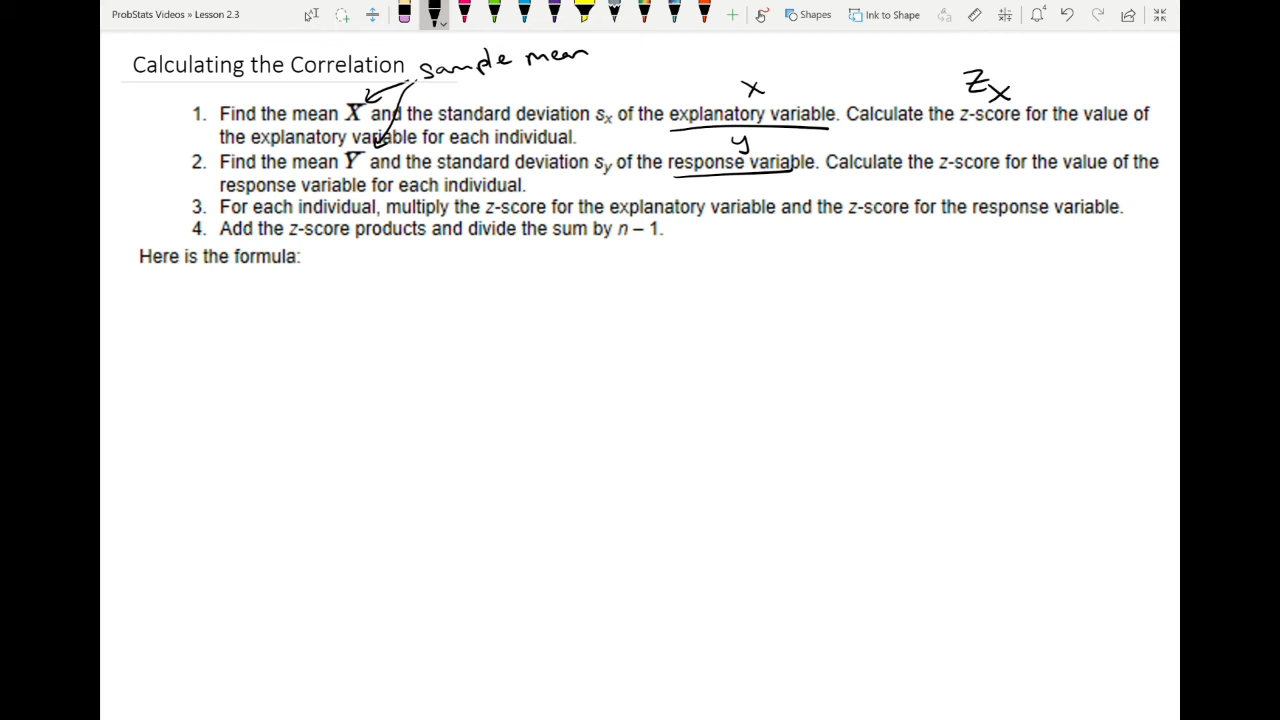 ProbStats Videos » Lesson 2.3
Shapes
Ink to Shape
4
Calculating the Correlation
sample mean
x
Zx
1. Find the mean X̅ and the standard deviation sx of the explanatory variable. Calculate the z-score for the value of
the explanatory variable for each individual.
y
2. Find the mean Y̅ and the standard deviation sy of the response variable. Calculate the z-score for the value of the
response variable for each individual.
3. For each individual, multiply the z-score for the explanatory variable and the z-score for the response variable.
4. Add the z-score products and divide the sum by n – 1.
Here is the formula: